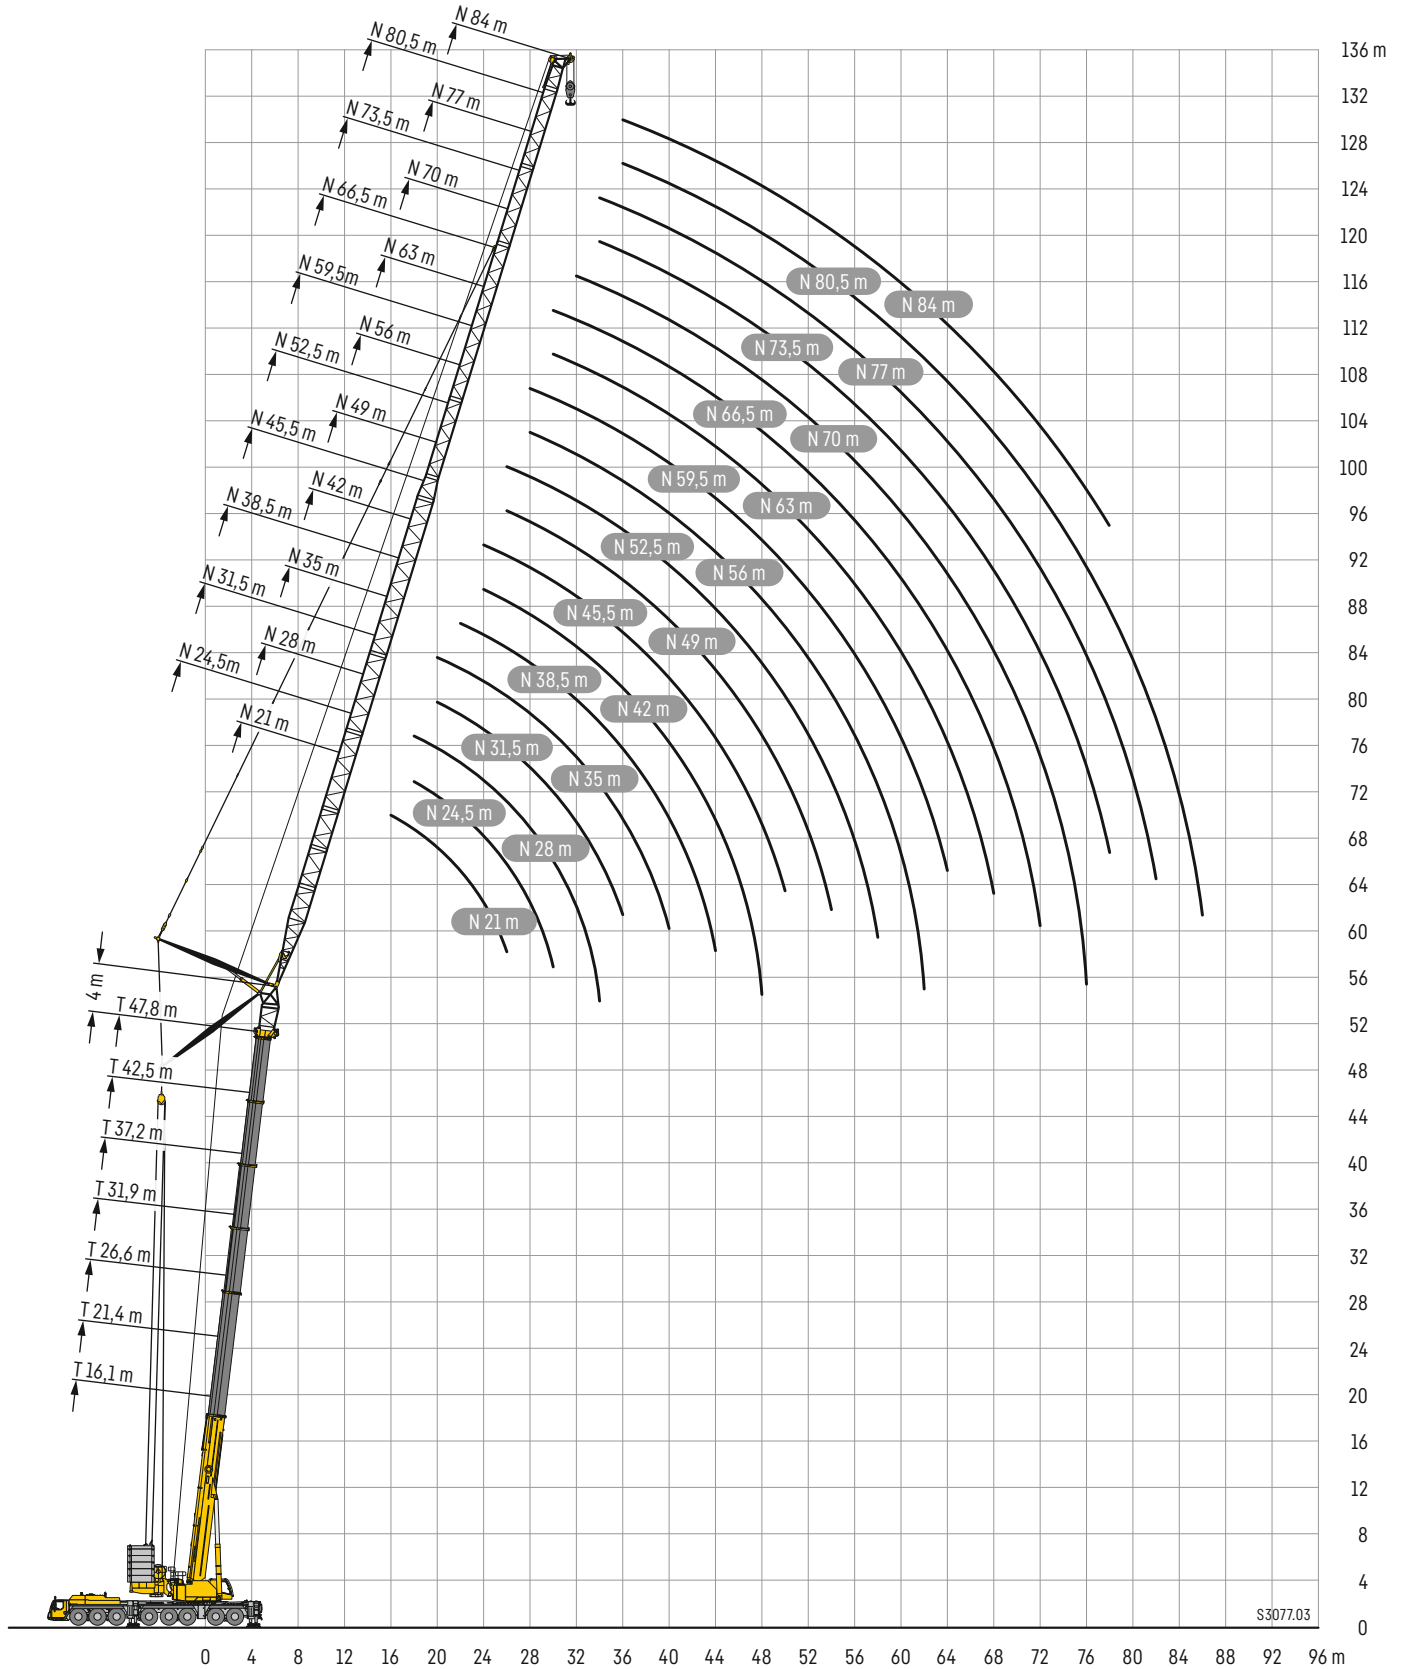 N 84 m
N 80,5 m
136 m
132
N 77 m
N 73,5 m
128
124
N 70 m
N 66,5 m
120
N 63 m
N 59,5m
116
N 80,5 m
N 84 m
112
N 56 m
N 52,5 m
N 73,5 m
108
N 77 m
N 49 m
N 45,5 m
104
N 66,5 m
N 70 m
100
N 42 m
N 38,5 m
N 59,5 m
96
N 63 m
92
N 35 m
N 31,5 m
N 52,5 m
N 56 m
88
N 45,5 m
N 28 m
N 24,5m
N 49 m
84
N 38,5 m
80
N 42 m
N 21 m
N 31,5 m
76
N 35 m
72
N 24,5 m
68
N 28 m
64
N 21 m
60
56
4 m
T 47,8 m
52
T 42,5 m
48
44
T 37,2 m
40
T 31,9 m
36
T 26,6 m
32
28
T 21,4 m
24
T 16,1 m
20
16
12
8
4
S3077.03
0
0 4 8 12 16 20 24 28 32 36 40 44 48 52 56 60 64 68 72 76 80 84 88 92 96 m